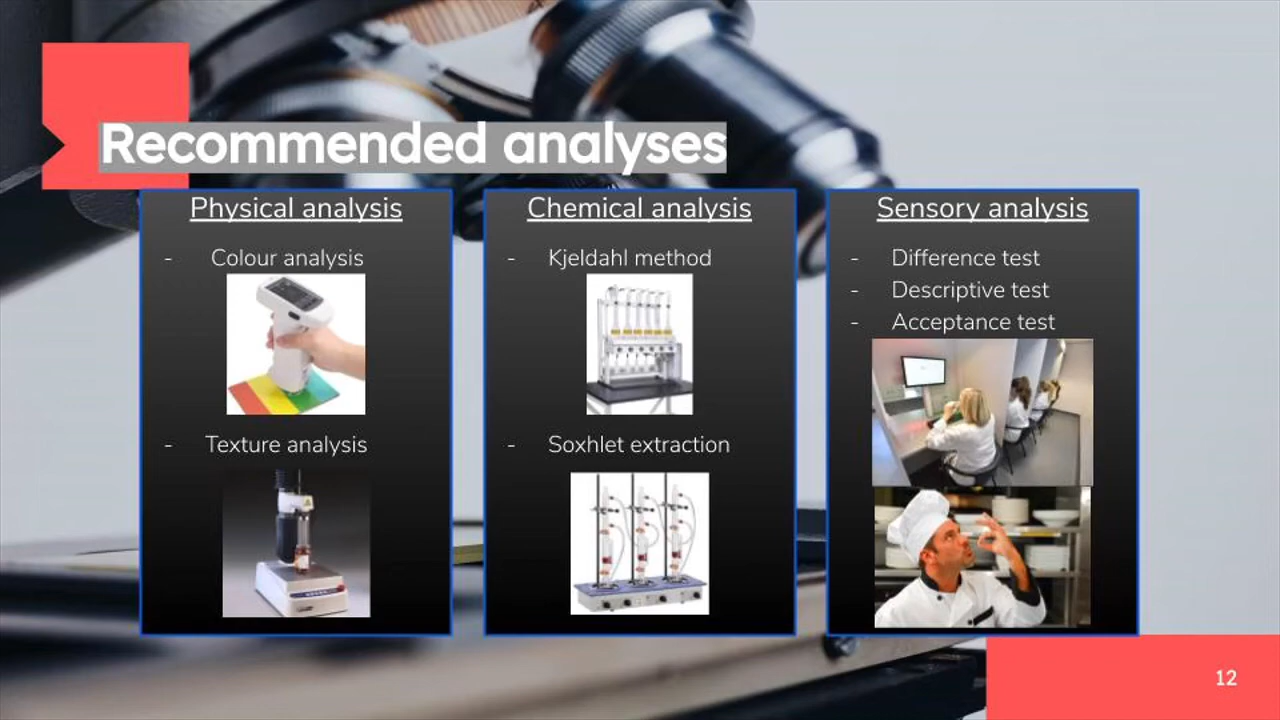 Recommended analyses
Physical analysis
- Colour analysis
- Texture analysis
Chemical analysis
- Kjeldahl method
- Soxhlet extraction
Sensory analysis
- Difference test
- Descriptive test
- Acceptance test
12